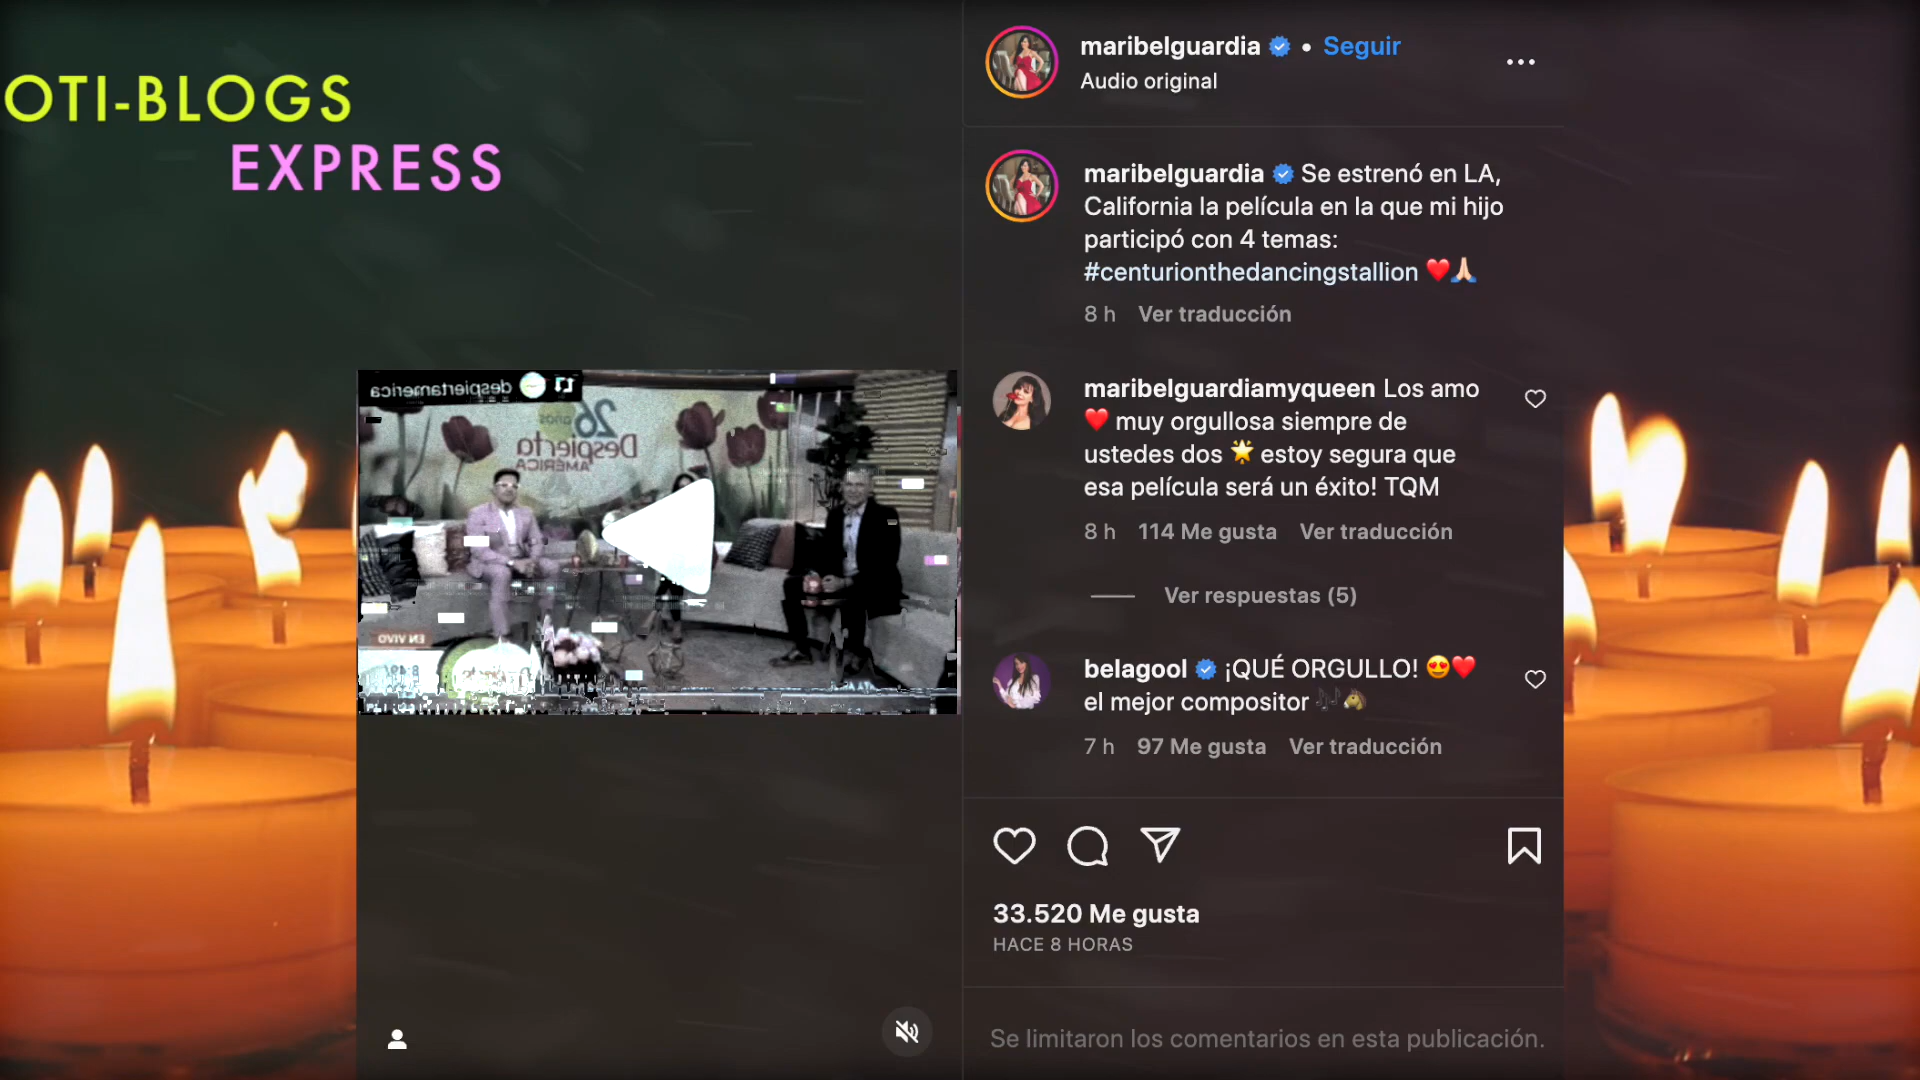 OTI-BLOGS
EXPRESS
despiertamerica
26 años
Despierta
AMÉRICA
EN VIVO
8:49
maribelguardia • Seguir
Audio original
maribelguardia Se estrenó en LA,
California la película en la que mi hijo
participó con 4 temas:
#centurionthedancingstallion ❤️🙏🏻
8 h Ver traducción
maribelguardiamyqueen Los amo
❤️ muy orgullosa siempre de
ustedes dos 🌟 estoy segura que
esa película será un éxito! TQM
8 h 114 Me gusta Ver traducción
Ver respuestas (5)
belagool ¡QUÉ ORGULLO! 😍❤️
el mejor compositor 🎶🐴
7 h 97 Me gusta Ver traducción
33.520 Me gusta
HACE 8 HORAS
Se limitaron los comentarios en esta publicación.